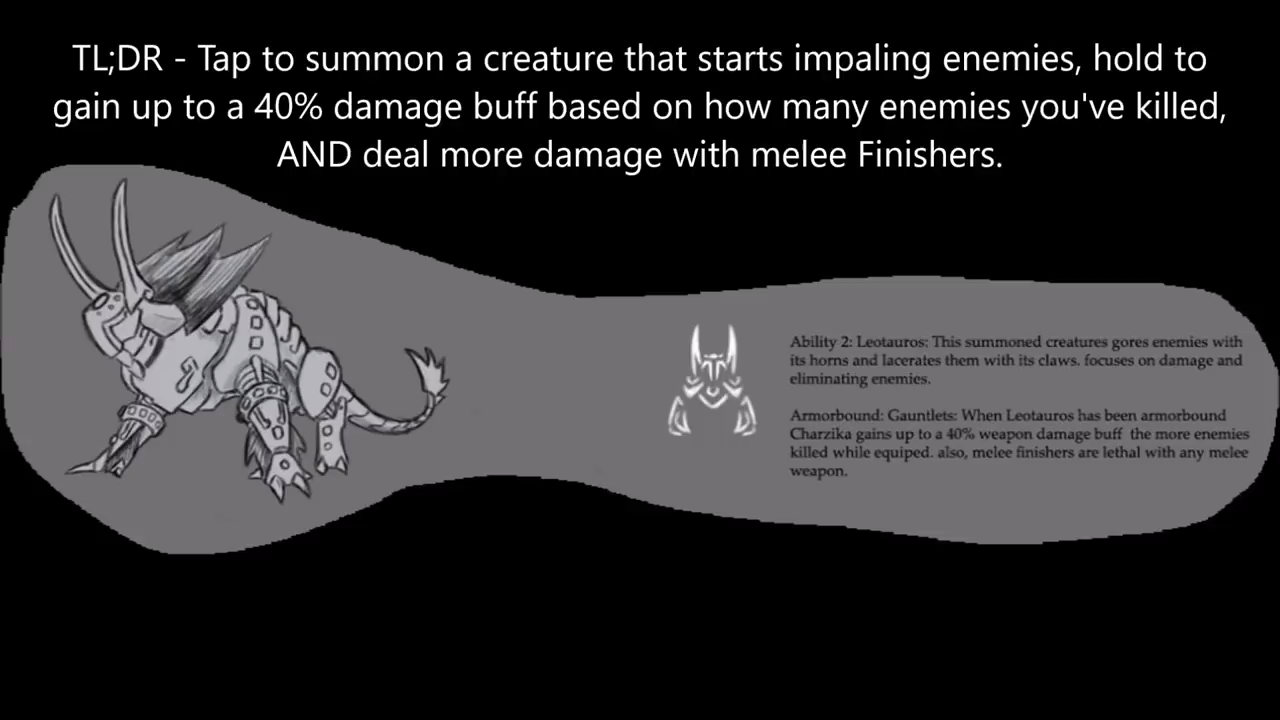 TL;DR - Tap to summon a creature that starts impaling enemies, hold to
gain up to a 40% damage buff based on how many enemies you've killed,
AND deal more damage with melee Finishers.
Ability 2: Leotauros: This summoned creatures gores enemies with
its horns and lacerates them with its claws. focuses on damage and
eliminating enemies.
Armorbound: Gauntlets: When Leotauros has been armorbound
Charzika gains up to a 40% weapon damage buff the more enemies
killed while equiped. also, melee finishers are lethal with any melee
weapon.